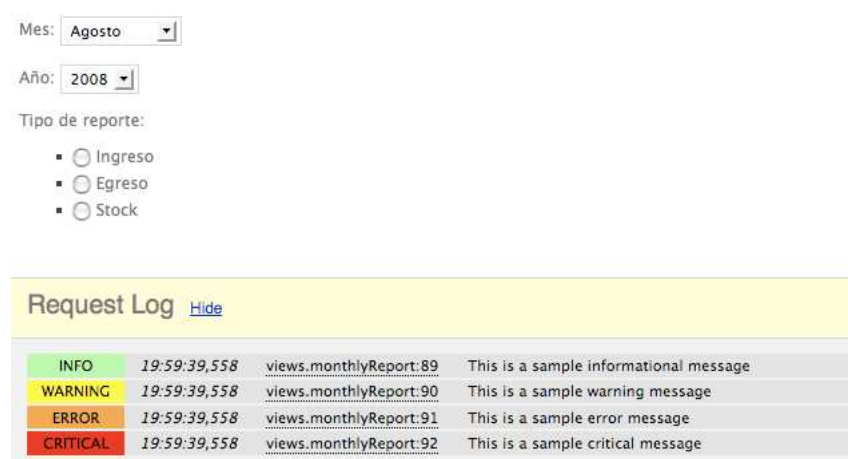 Mes: Agosto
Año: 2008
Tipo de reporte:
Ingreso
Egreso
Stock
Request Log Hide
INFO 19:59:39,558 views.monthlyReport:89 This is a sample informational message
WARNING 19:59:39,558 views.monthlyReport:90 This is a sample warning message
ERROR 19:59:39,558 views.monthlyReport:91 This is a sample error message
CRITICAL 19:59:39,558 views.monthlyReport:92 This is a sample critical message